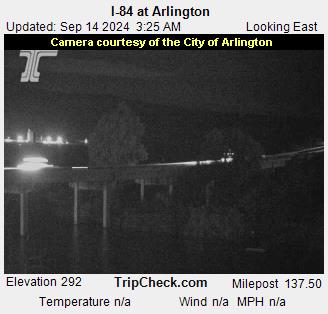 I-84 at Arlington
Updated: Sep 14 2024 3:25 AM Looking East
Camera courtesy of the City of Arlington
Elevation 292 TripCheck.com Milepost 137.50
Temperature n/a Wind n/a MPH n/a